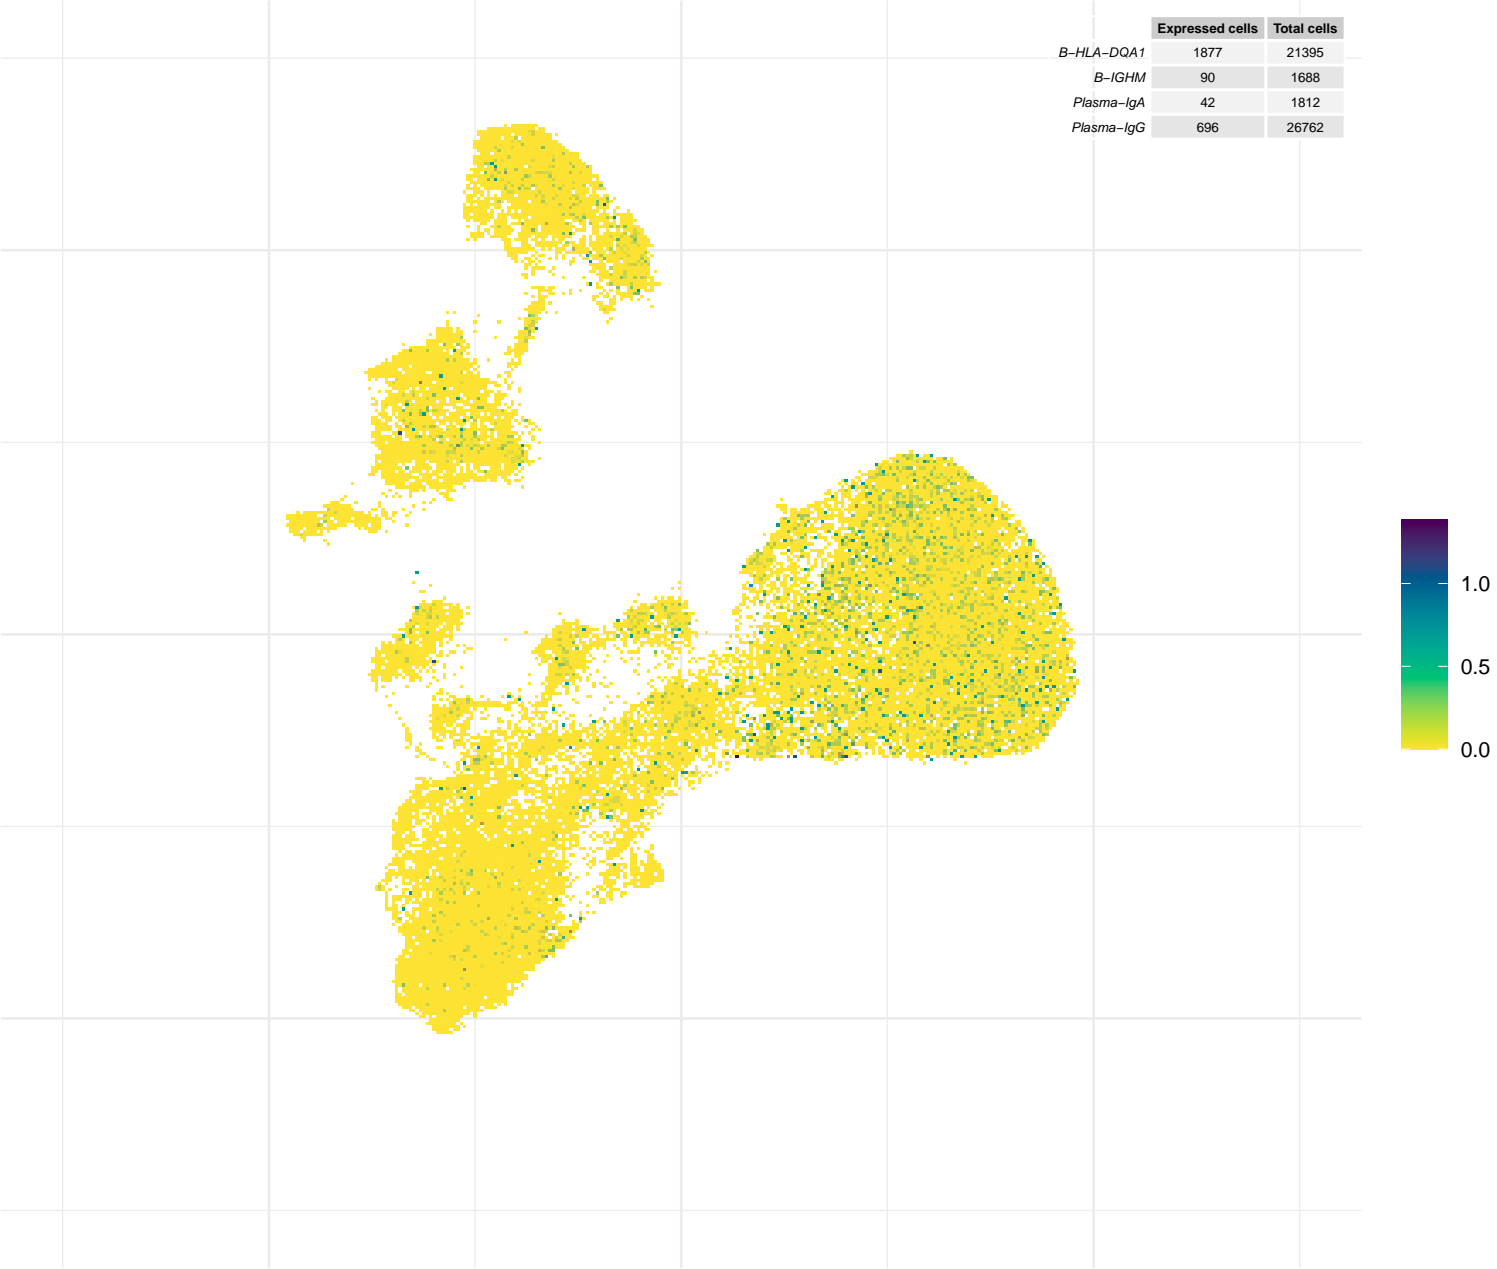 Expressed cells Total cells
B−HLA−DQA1 1877 21395
B−IGHM 90 1688
Plasma−IgA 42 1812
Plasma−IgG 696 26762
1.0
0.5
0.0